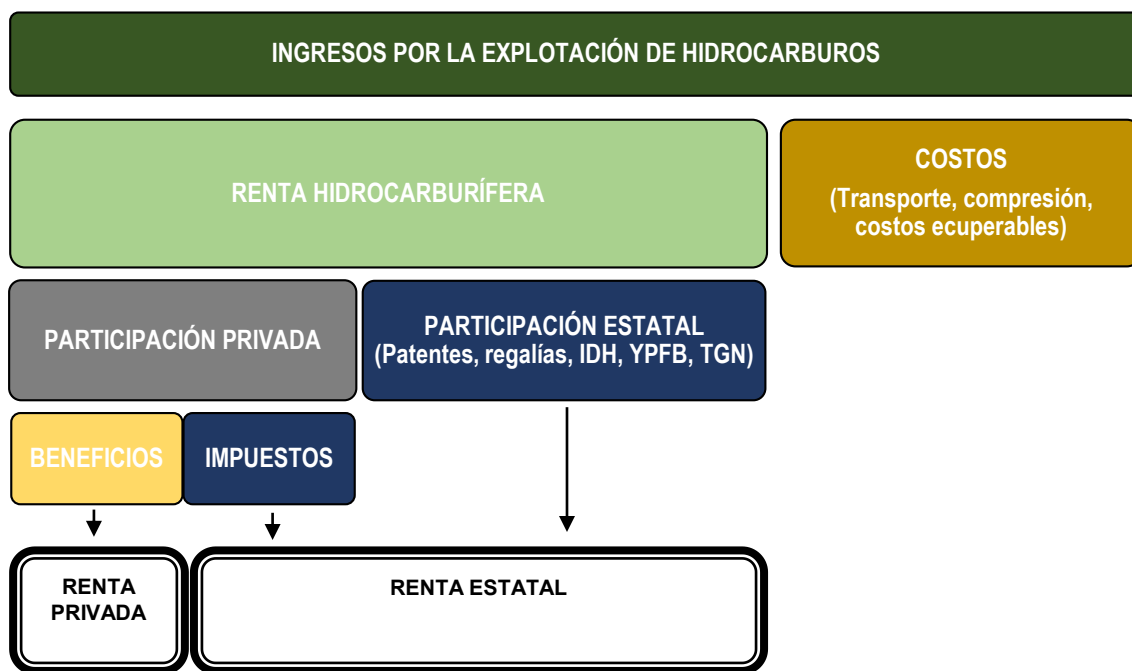 INGRESOS POR LA EXPLOTACIÓN DE HIDROCARBUROS
RENTA HIDROCARBURÍFERA
COSTOS
(Transporte, compresión,
costos ecuperables)
PARTICIPACIÓN PRIVADA
PARTICIPACIÓN ESTATAL
(Patentes, regalías, IDH, YPFB, TGN)
BENEFICIOS
IMPUESTOS
RENTA
PRIVADA
RENTA ESTATAL